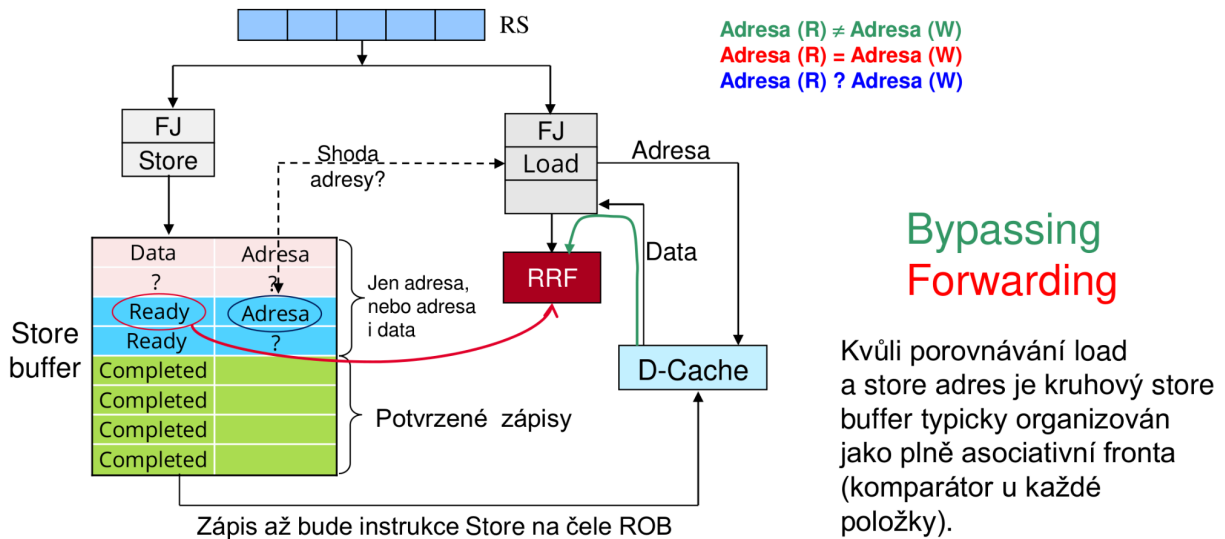 RS
Adresa (R) ≠ Adresa (W)
Adresa (R) = Adresa (W)
Adresa (R) ? Adresa (W)
FJ
Store
FJ
Load
Shoda
adresy?
Adresa
Data
Adresa
?
?
Ready
Adresa
Ready
?
Completed
Completed
Completed
Completed
Store
buffer
Jen adresa,
nebo adresa
i data
Potvrzené zápisy
RRF
Data
D-Cache
Zápis až bude instrukce Store na čele ROB
Bypassing
Forwarding
Kvůli porovnávání load
a store adres je kruhový store
buffer typicky organizován
jako plně asociativní fronta
(komparátor u každé
položky).